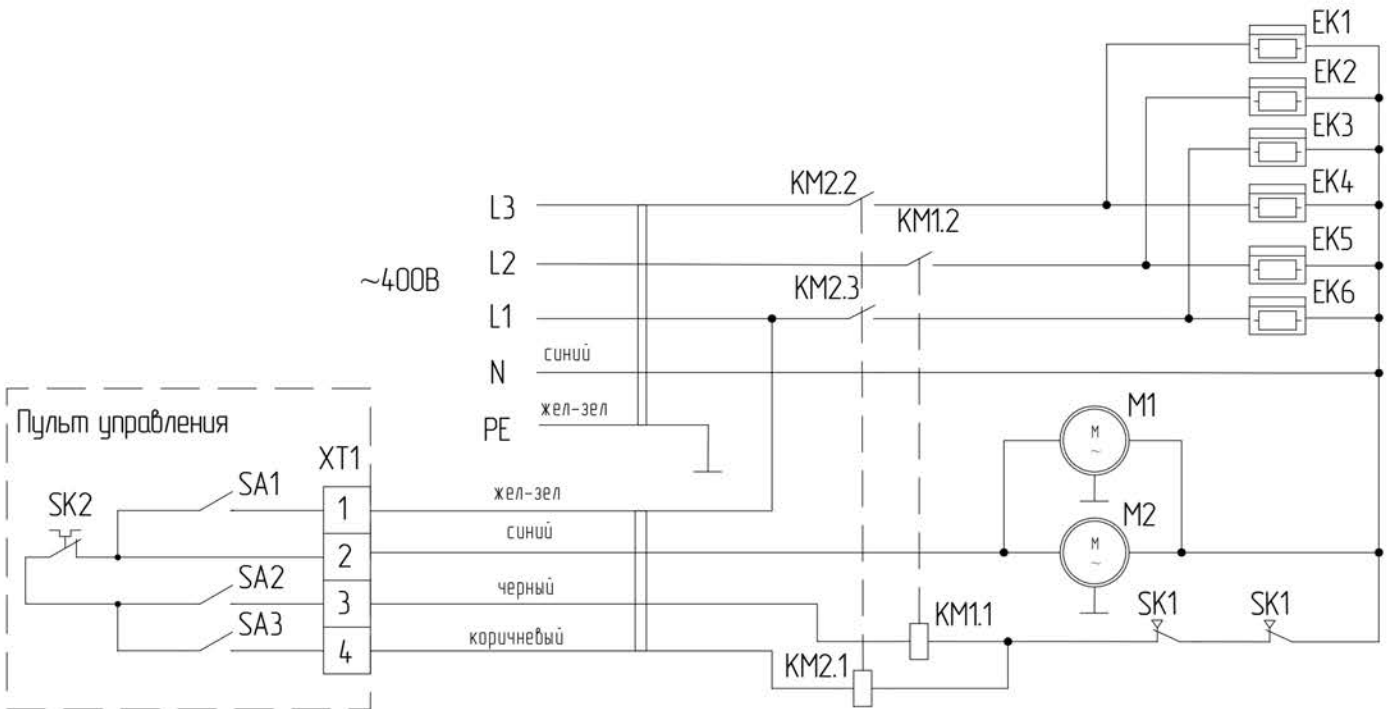 EK1
EK2
EK3
EK4
EK5
EK6
KM2.2
L3
KM1.2
L2
~400В
KM2.3
L1
N
синий
PE
жел-зел
M1
M
~
M2
M
~
Пульт управления
XT1
SK2
SA1
1
жел-зел
2
синий
SA2
3
черный
SA3
4
коричневый
KM1.1
KM2.1
SK1
SK1